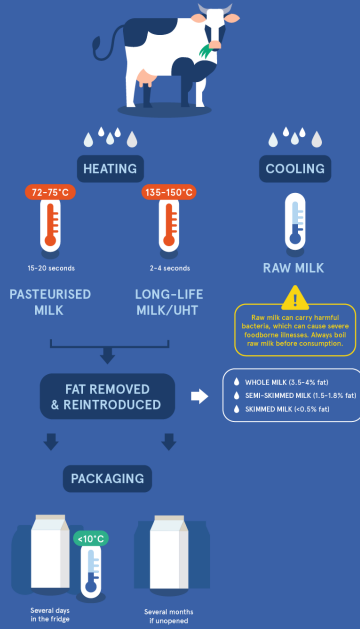 HEATING
COOLING
72-75°C
135-150°C
15-20 seconds
2-4 seconds
RAW MILK
PASTEURISED
MILK
LONG-LIFE
MILK/UHT
!
Raw milk can carry harmful
bacteria, which can cause severe
foodborne illnesses. Always boil
raw milk before consumption.
FAT REMOVED
& REINTRODUCED
WHOLE MILK (3.5-4% fat)
SEMI-SKIMMED MILK (1.5-1.8% fat)
SKIMMED MILK (<0.5% fat)
PACKAGING
<10°C
Several days
in the fridge
Several months
if unopened